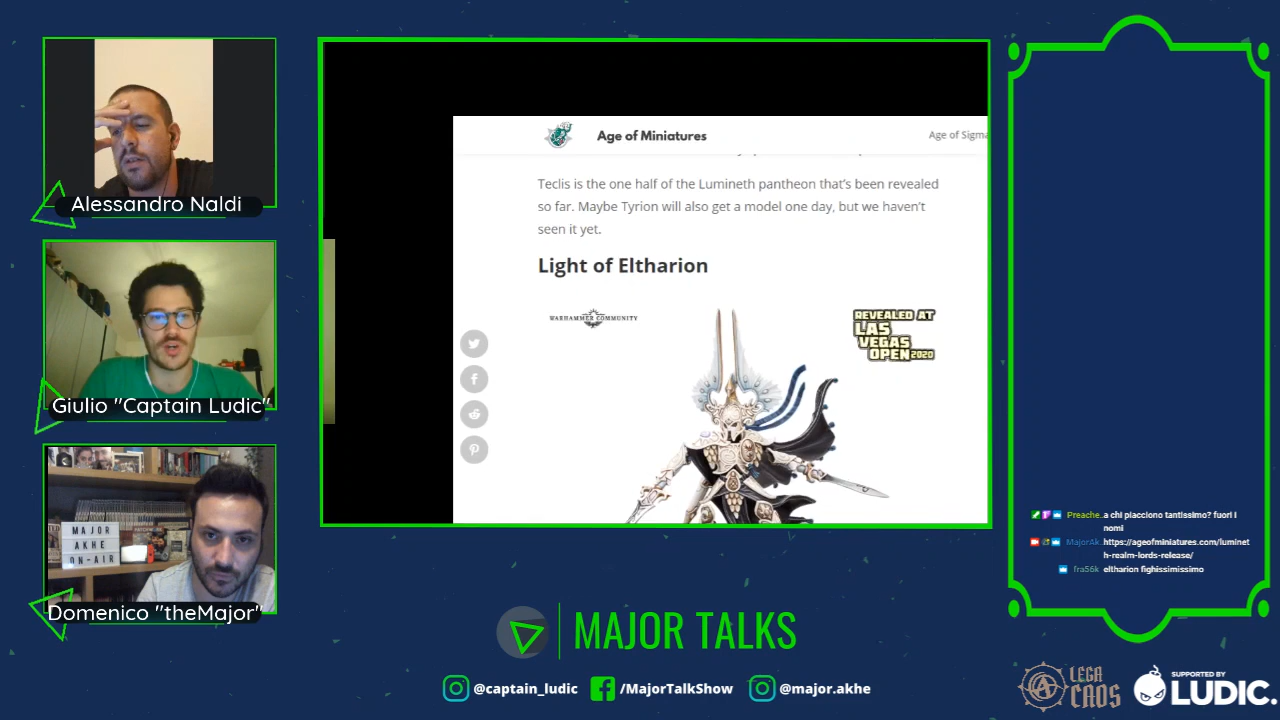 Alessandro Naldi
Giulio "Captain Ludic"
MAJOR
AKHE
ON-AIR
Domenico "theMajor"
Age of Miniatures
Age of Sigma
Teclis is the one half of the Lumineth pantheon that's been revealed
so far. Maybe Tyrion will also get a model one day, but we haven't
seen it yet.
Light of Eltharion
WARHAMMER COMMUNITY
REVEALED AT
LAS
VEGAS
OPEN 2020
Preache. a chi piacciono tantissimo? fuori i
nomi
MajorAk https://ageofminiatures.com/luminet
h-realm-lords-release/
fra56k eltharion fighissimissimo
MAJOR TALKS
@captain_ludic
/MajorTalkShow
@major.akhe
LEGA
CAOS
SUPPORTED BY
LUDIC.